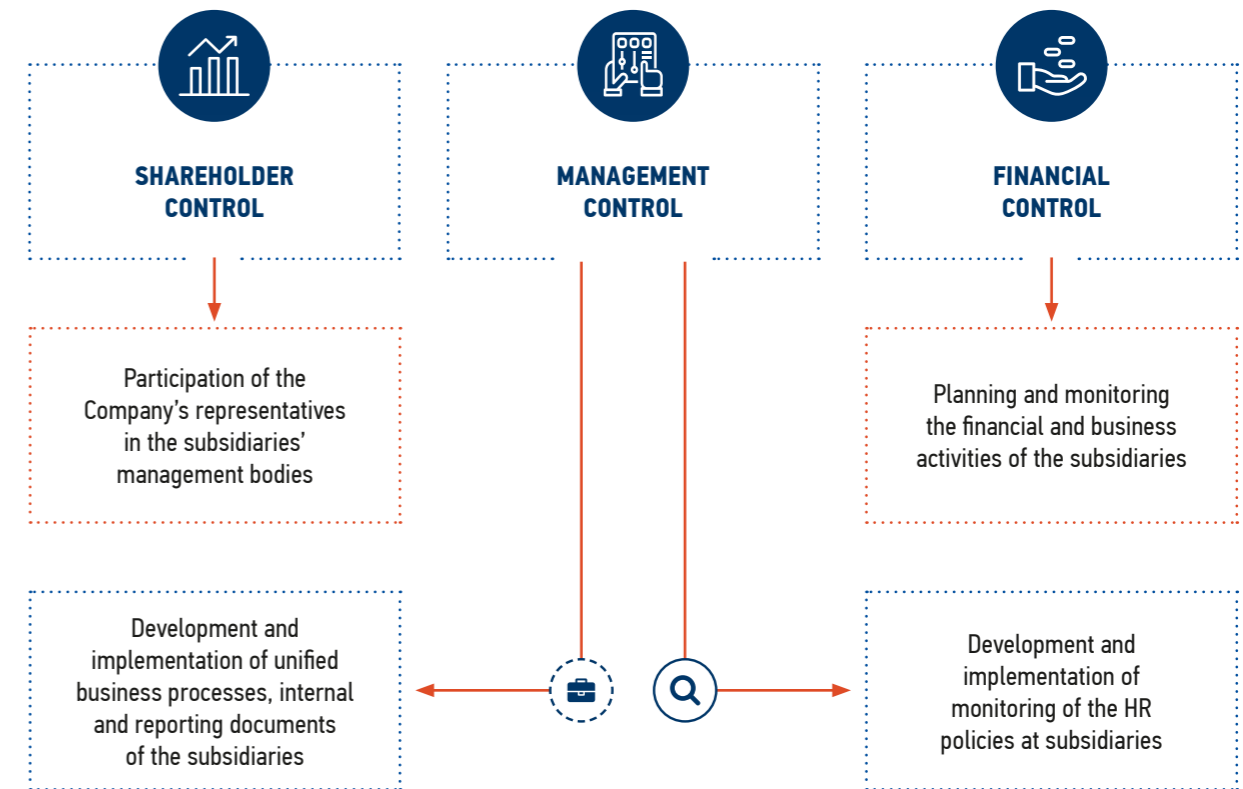 SHAREHOLDER
CONTROL
MANAGEMENT
CONTROL
FINANCIAL
CONTROL
Participation of the
Company’s representatives
in the subsidiaries’
management bodies
Planning and monitoring
the financial and business
activities of the subsidiaries
Development and
implementation of unified
business processes, internal
and reporting documents
of the subsidiaries
Development and
implementation of
monitoring of the HR
policies at subsidiaries